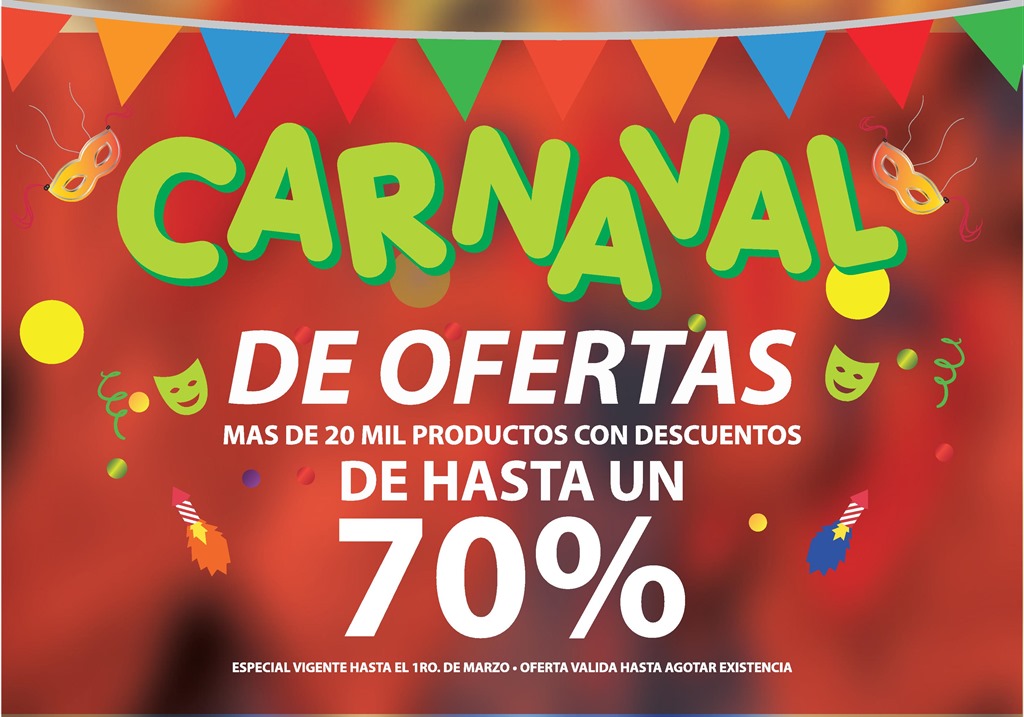 CARNAVAL
DE OFERTAS
MAS DE 20 MIL PRODUCTOS CON DESCUENTOS
DE HASTA UN
70%
ESPECIAL VIGENTE HASTA EL 1RO. DE MARZO • OFERTA VALIDA HASTA AGOTAR EXISTENCIA